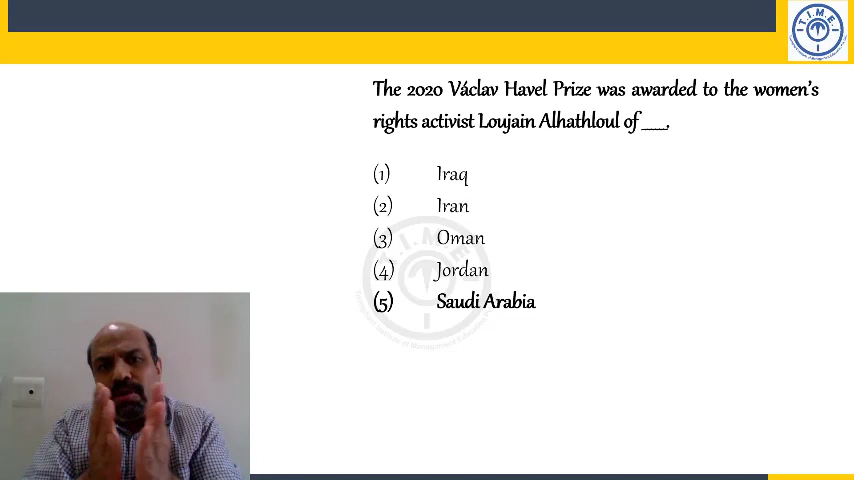 T.I.M.E.
The 2020 Václav Havel Prize was awarded to the women's
rights activist Loujain Alhathloul of ____.
(1) Iraq
(2) Iran
(3) Oman
(4) Jordan
(5) Saudi Arabia